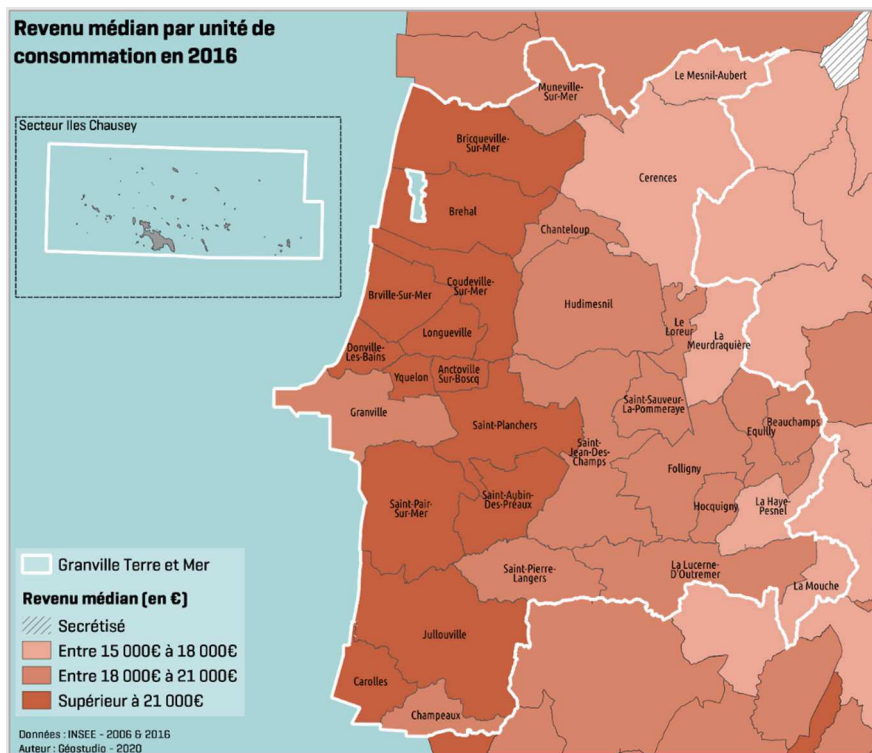 Revenu médian par unité de
consommation en 2016
Secteur Iles Chausey
Muneville-
Sur-Mer
Le Mesnil-Aubert
Bricqueville-
Sur-Mer
Cerences
Brehal
Chanteloup
Coudeville-
Sur-Mer
Brville-Sur-Mer
Hudimesnil
Longueville
Le
Loreur
La
Meurdraquière
Donville-
Les-Bains
Yquelon
Anctoville
Sur-Boscq
Granville
Saint-Planchers
Saint-Sauveur-
La-Pommeraye
Beauchamps
Equilly
Saint-
Jean-Des-
Champs
Folligny
Saint-Pair-
Sur-Mer
Saint-Aubin-
Des-Préaux
Hocquigny
La Haye-
Pesnel
Saint-Pierre-
Langers
La Lucerne-
D'Outremer
La Mouche
Jullouville
Carolles
Champeaux
Granville Terre et Mer
Revenu médian (en €)
Secrétisé
Entre 15 000€ à 18 000€
Entre 18 000€ à 21 000€
Supérieur à 21 000€
Données : INSEE - 2006 & 2016
Auteur : Géostudio - 2020